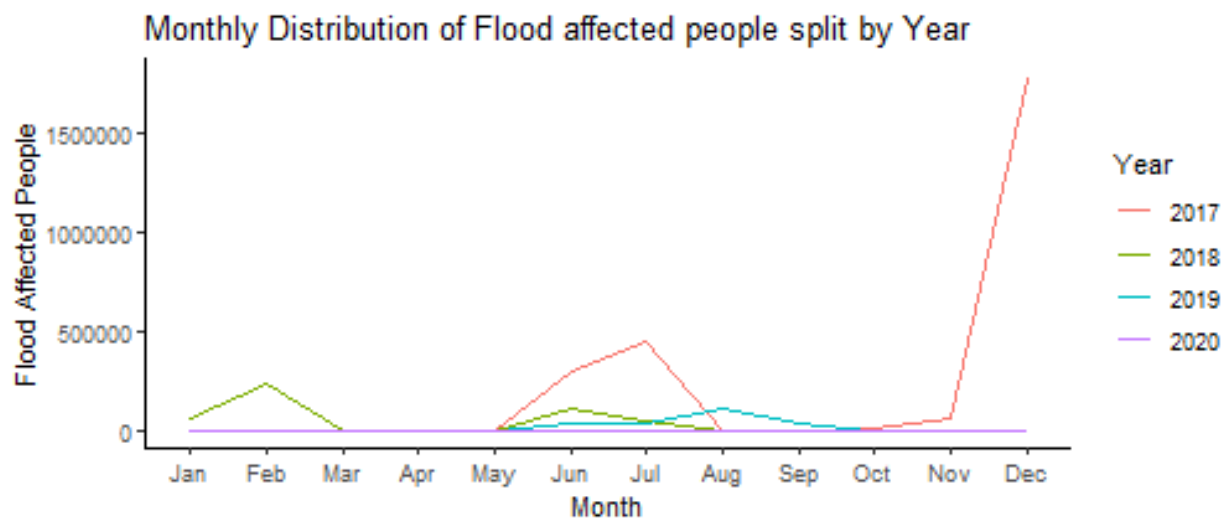 Monthly Distribution of Flood affected people split by Year
Flood Affected People
1500000
1000000
500000
0
Jan Feb Mar Apr May Jun Jul Aug Sep Oct Nov Dec
Month
Year
2017
2018
2019
2020